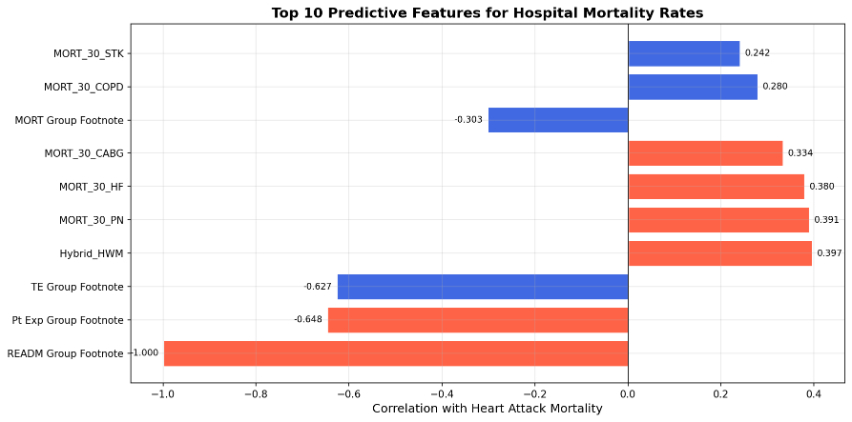 Top 10 Predictive Features for Hospital Mortality Rates
MORT_30_STK
0.242
MORT_30_COPD
0.280
MORT Group Footnote
-0.303
MORT_30_CABG
0.334
MORT_30_HF
0.380
MORT_30_PN
0.391
Hybrid_HWM
0.397
TE Group Footnote
-0.627
Pt Exp Group Footnote
-0.648
READM Group Footnote
-1.000
−1.0 −0.8 −0.6 −0.4 −0.2 0.0 0.2 0.4
Correlation with Heart Attack Mortality